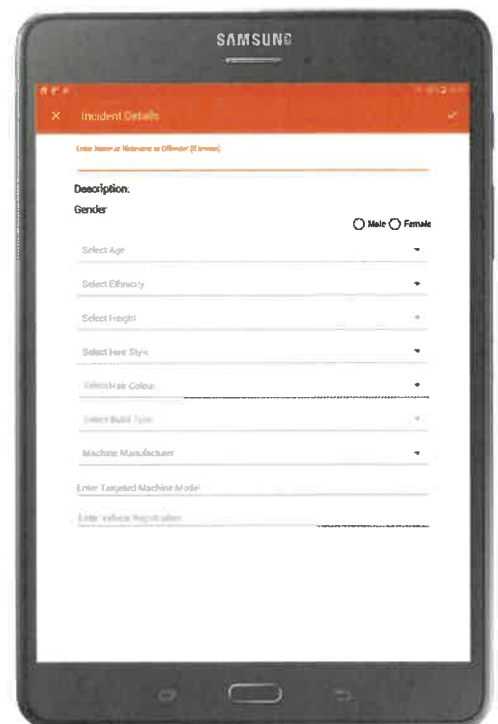 SAMSUNG
Incident Details
Enter Name or Nickname of Offender (If known)
Description.
Gender
Male Female
Select Age
Select Ethnicity
Select Height
Select Hair Style
Select Hair Colour
Select Build Type
Machine Manufacturer
Enter Targeted Machine Model
Enter Vehicle Registration